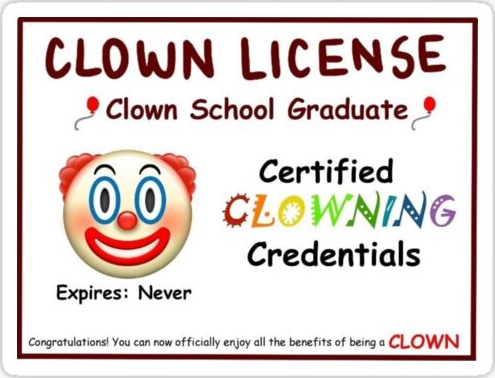 CLOWN LICENSE
Clown School Graduate
Certified
CLOWNING
Credentials
Expires: Never
Congratulations! You can now officially enjoy all the benefits of being a CLOWN